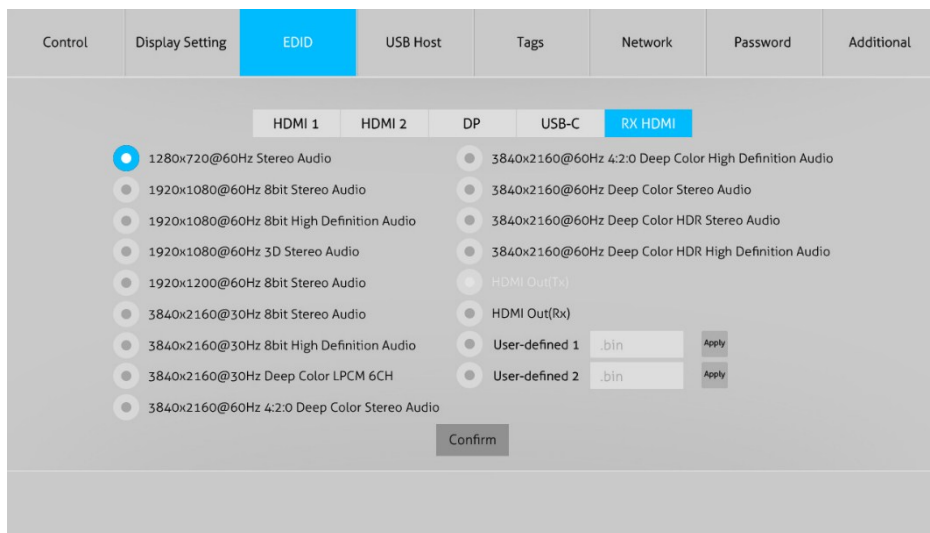 Control Display Setting EDID USB Host Tags Network Password Additional
HDMI 1 HDMI 2 DP USB-C RX HDMI
1280x720@60Hz Stereo Audio
1920x1080@60Hz 8bit Stereo Audio
1920x1080@60Hz 8bit High Definition Audio
1920x1080@60Hz 3D Stereo Audio
1920x1200@60Hz 8bit Stereo Audio
3840x2160@30Hz 8bit Stereo Audio
3840x2160@30Hz 8bit High Definition Audio
3840x2160@30Hz Deep Color LPCM 6CH
3840x2160@60Hz 4:2:0 Deep Color Stereo Audio
3840x2160@60Hz 4:2:0 Deep Color High Definition Audio
3840x2160@60Hz Deep Color Stereo Audio
3840x2160@60Hz Deep Color HDR Stereo Audio
3840x2160@60Hz Deep Color HDR High Definition Audio
HDMI Out(Tx)
HDMI Out(Rx)
User-defined 1 .bin Apply
User-defined 2 .bin Apply
Confirm